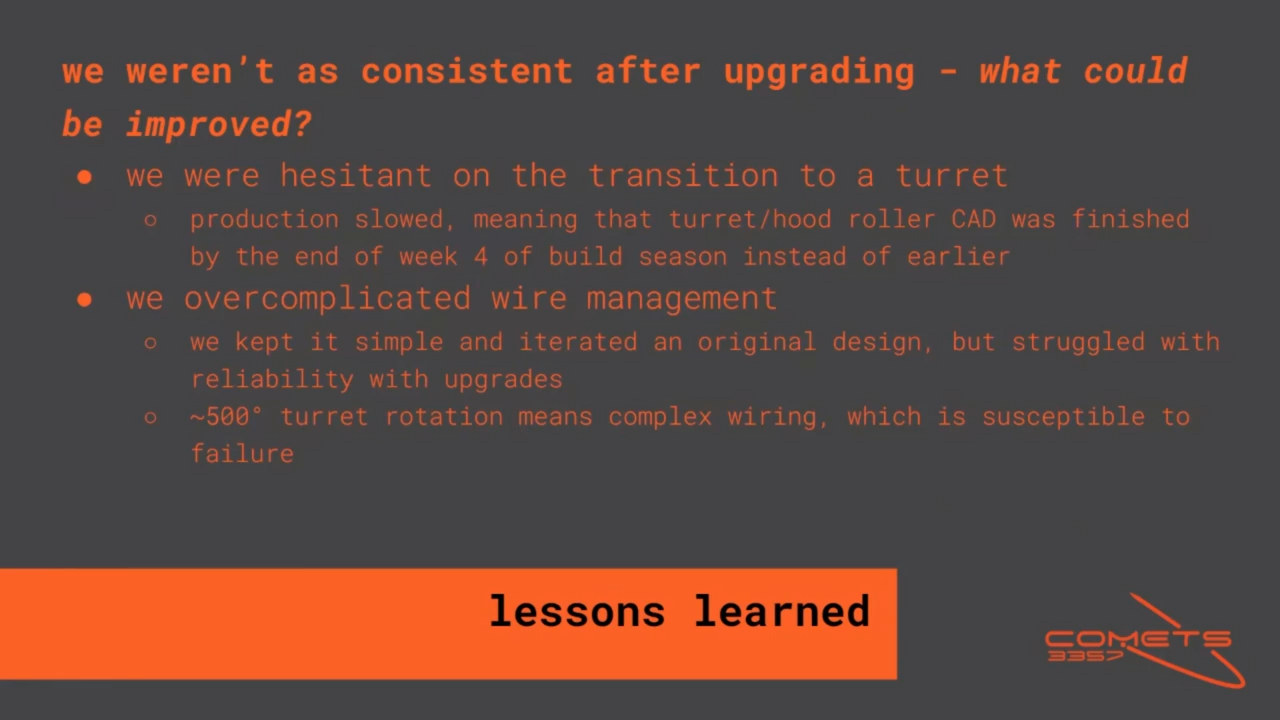 we weren't as consistent after upgrading - what could
be improved?
● we were hesitant on the transition to a turret
○ production slowed, meaning that turret/hood roller CAD was finished
by the end of week 4 of build season instead of earlier
● we overcomplicated wire management
○ we kept it simple and iterated an original design, but struggled with
reliability with upgrades
○ ~500° turret rotation means complex wiring, which is susceptible to
failure
lessons learned
COMETS
3357